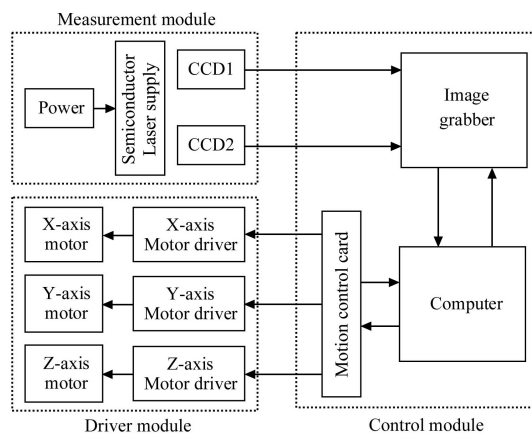 Measurement module
Power
Semiconductor
Laser supply
CCD1
CCD2
Image
grabber
X-axis
motor
X-axis
Motor driver
Y-axis
motor
Y-axis
Motor driver
Z-axis
motor
Z-axis
Motor driver
Motion control card
Computer
Driver module
Control module